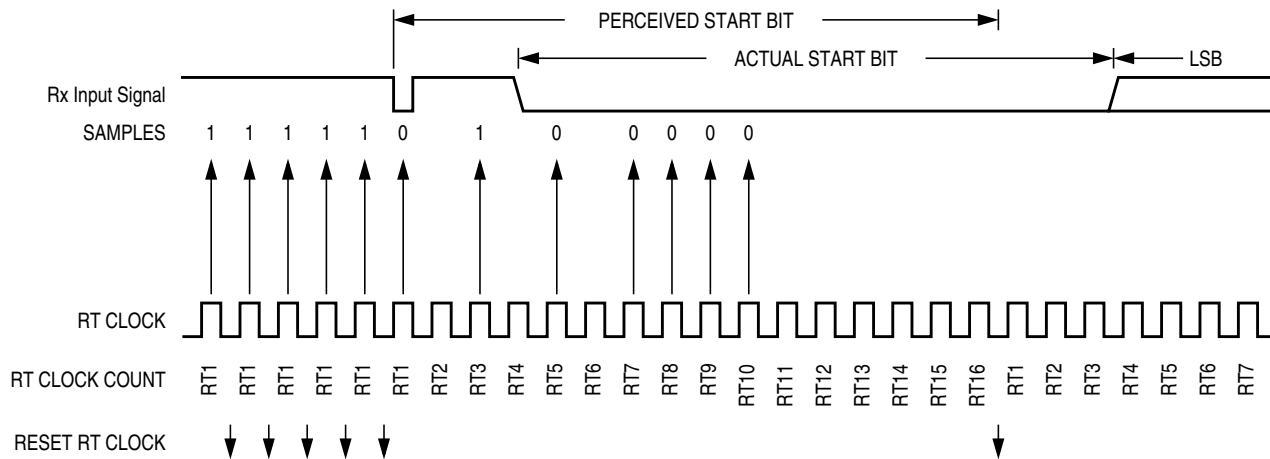 PERCEIVED START BIT
ACTUAL START BIT LSB
Rx Input Signal
SAMPLES 1 1 1 1 1 0 1 0 0 0 0 0
RT CLOCK
RT CLOCK COUNT RT1 RT1 RT1 RT1 RT1 RT1 RT2 RT3 RT4 RT5 RT6 RT7 RT8 RT9 RT10 RT11 RT12 RT13 RT14 RT15 RT16 RT1 RT2 RT3 RT4 RT5 RT6 RT7
RESET RT CLOCK